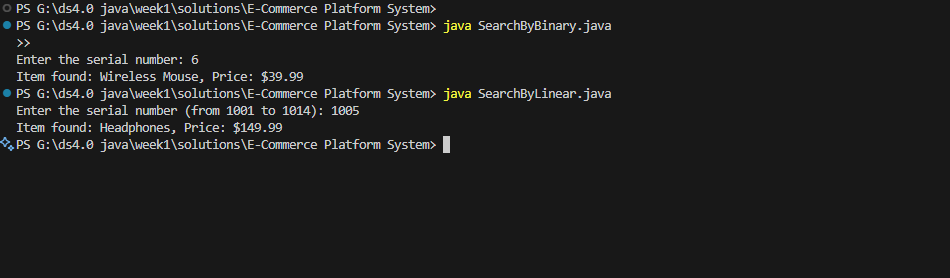 PS G:\ds4.0 java\week1\solutions\E-Commerce Platform System>
PS G:\ds4.0 java\week1\solutions\E-Commerce Platform System> java SearchByBinary.java
>>
Enter the serial number: 6
Item found: Wireless Mouse, Price: $39.99
PS G:\ds4.0 java\week1\solutions\E-Commerce Platform System> java SearchByLinear.java
Enter the serial number (from 1001 to 1014): 1005
Item found: Headphones, Price: $149.99
PS G:\ds4.0 java\week1\solutions\E-Commerce Platform System>